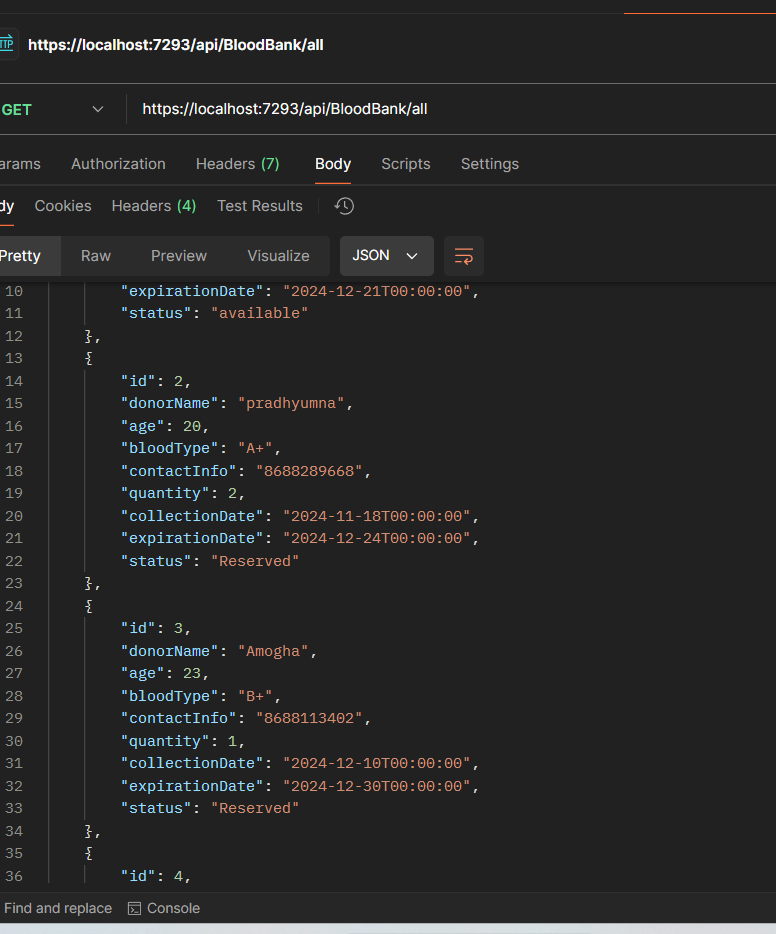 https://localhost:7293/api/BloodBank/all
GET https://localhost:7293/api/BloodBank/all
Authorization Headers (7) Body Scripts Settings
Cookies Headers (4) Test Results
Pretty Raw Preview Visualize JSON
10 "expirationDate": "2024-12-21T00:00:00",
11 "status": "available"
12 },
13 {
14 "id": 2,
15 "donorName": "pradhyumna",
16 "age": 20,
17 "bloodType": "A+",
18 "contactInfo": "8688289668",
19 "quantity": 2,
20 "collectionDate": "2024-11-18T00:00:00",
21 "expirationDate": "2024-12-24T00:00:00",
22 "status": "Reserved"
23 },
24 {
25 "id": 3,
26 "donorName": "Amogha",
27 "age": 23,
28 "bloodType": "B+",
29 "contactInfo": "8688113402",
30 "quantity": 1,
31 "collectionDate": "2024-12-10T00:00:00",
32 "expirationDate": "2024-12-30T00:00:00",
33 "status": "Reserved"
34 },
35 {
36 "id": 4,
Find and replace Console